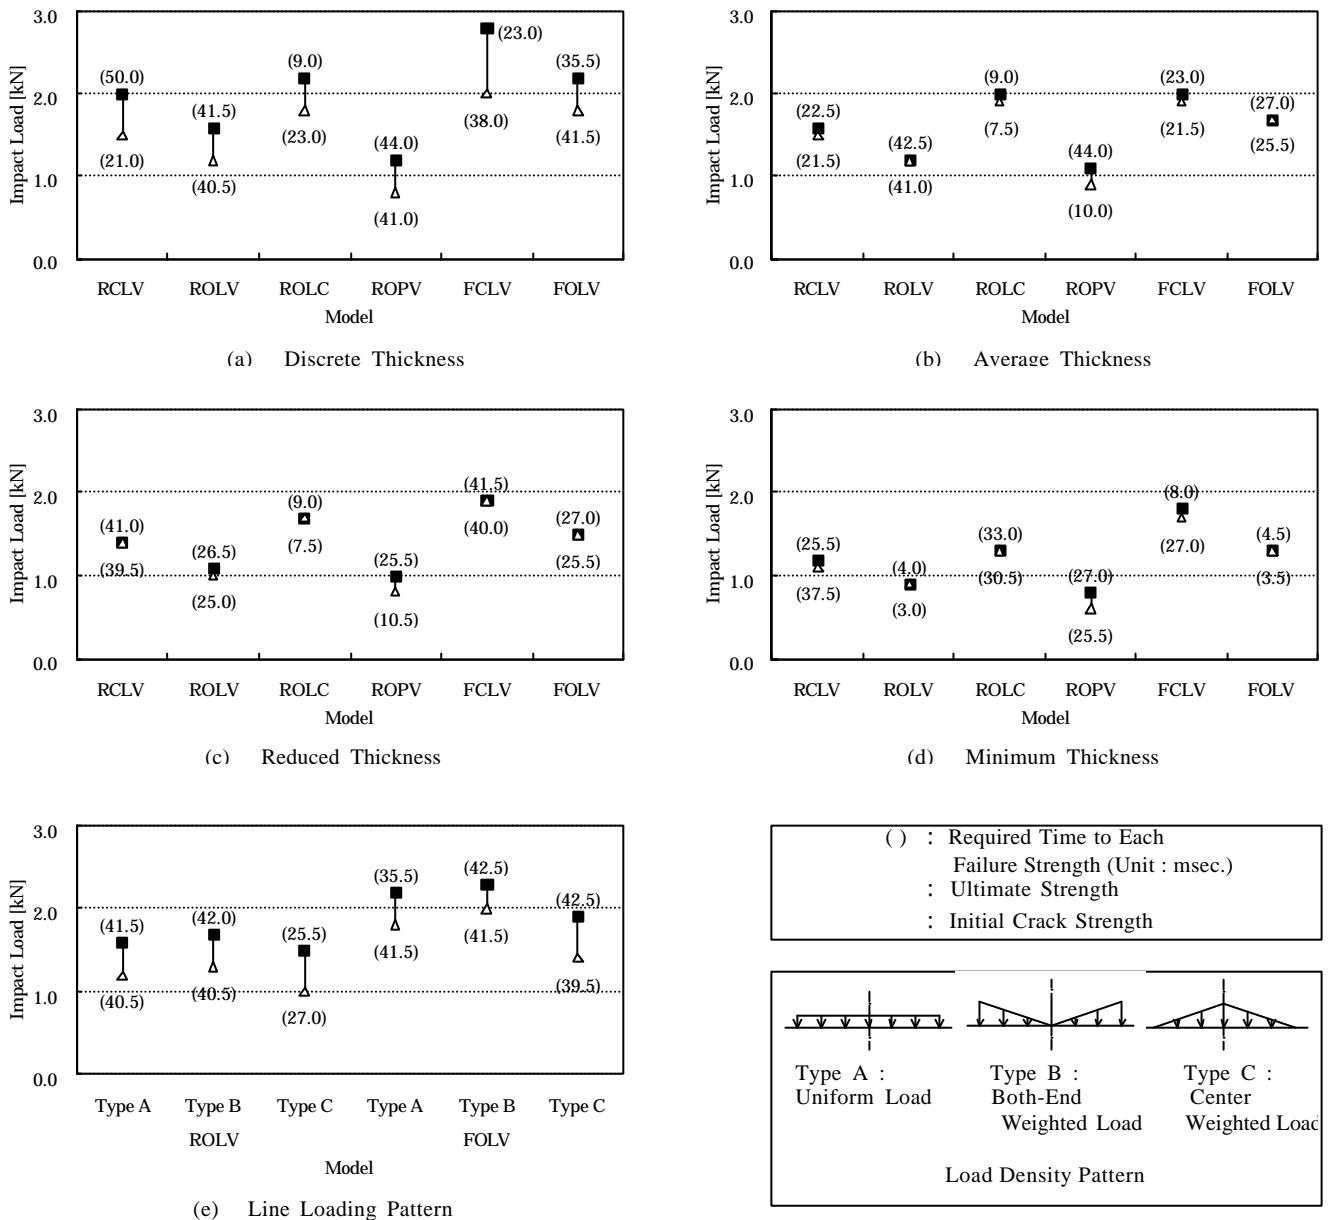 3.0
(23.0)
(9.0)
(35.5)
(50.0)
2.0
(41.5)
(38.0)
(23.0)
(41.5)
(44.0)
(21.0)
(40.5)
1.0
(41.0)
0.0
Impact Load [kN]
RCLV ROLV ROLC ROPV FCLV FOLV
Model
(a) Discrete Thickness
3.0
(9.0)
(23.0)
2.0
(22.5)
(27.0)
(7.5)
(21.5)
(42.5)
(44.0)
(21.5)
(25.5)
(41.0)
1.0
(10.0)
0.0
Impact Load [kN]
RCLV ROLV ROLC ROPV FCLV FOLV
Model
(b) Average Thickness
3.0
(41.5)
2.0
(9.0)
(41.0)
(27.0)
(40.0)
(7.5)
(26.5)
(25.5)
(39.5)
(25.5)
1.0
(25.0)
(10.5)
0.0
Impact Load [kN]
RCLV ROLV ROLC ROPV FCLV FOLV
Model
(c) Reduced Thickness
3.0
(8.0)
2.0
(33.0)
(4.5)
(25.5)
(27.0)
(4.0)
(27.0)
(37.5)
(30.5)
(3.5)
1.0
(3.0)
(25.5)
0.0
Impact Load [kN]
RCLV ROLV ROLC ROPV FCLV FOLV
Model
(d) Minimum Thickness
3.0
(42.5)
(35.5)
(42.5)
2.0
(41.5)
(42.0)
(25.5)
(41.5)
(41.5)
(40.5)
(40.5)
(39.5)
1.0
(27.0)
0.0
Impact Load [kN]
Type A Type B Type C Type A Type B Type C
ROLV FOLV
Model
(e) Line Loading Pattern
( ) : Required Time to Each
Failure Strength (Unit : msec.)
: Ultimate Strength
: Initial Crack Strength
Type A :
Uniform Load
Type B :
Both-End
Weighted Load
Type C :
Center
Weighted Load
Load Density Pattern